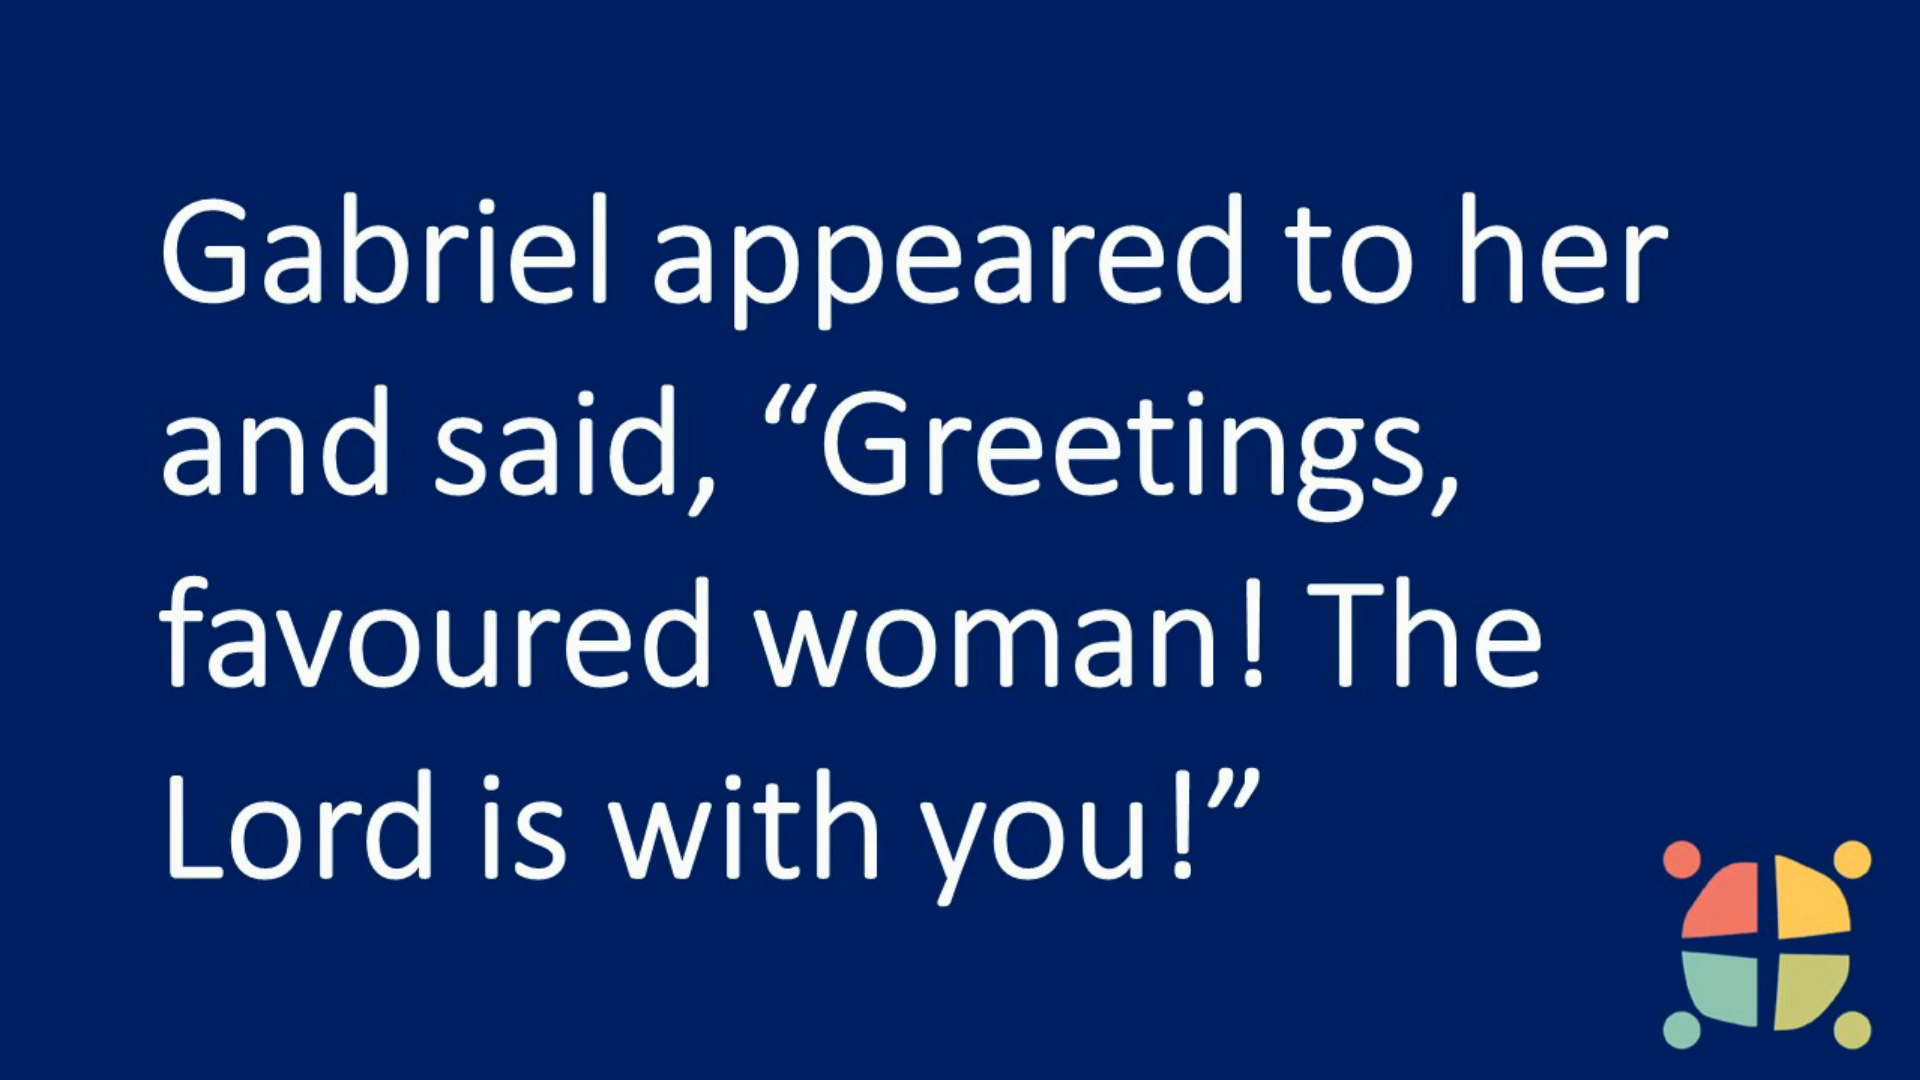 Gabriel appeared to her
and said, “Greetings,
favoured woman! The
Lord is with you!”